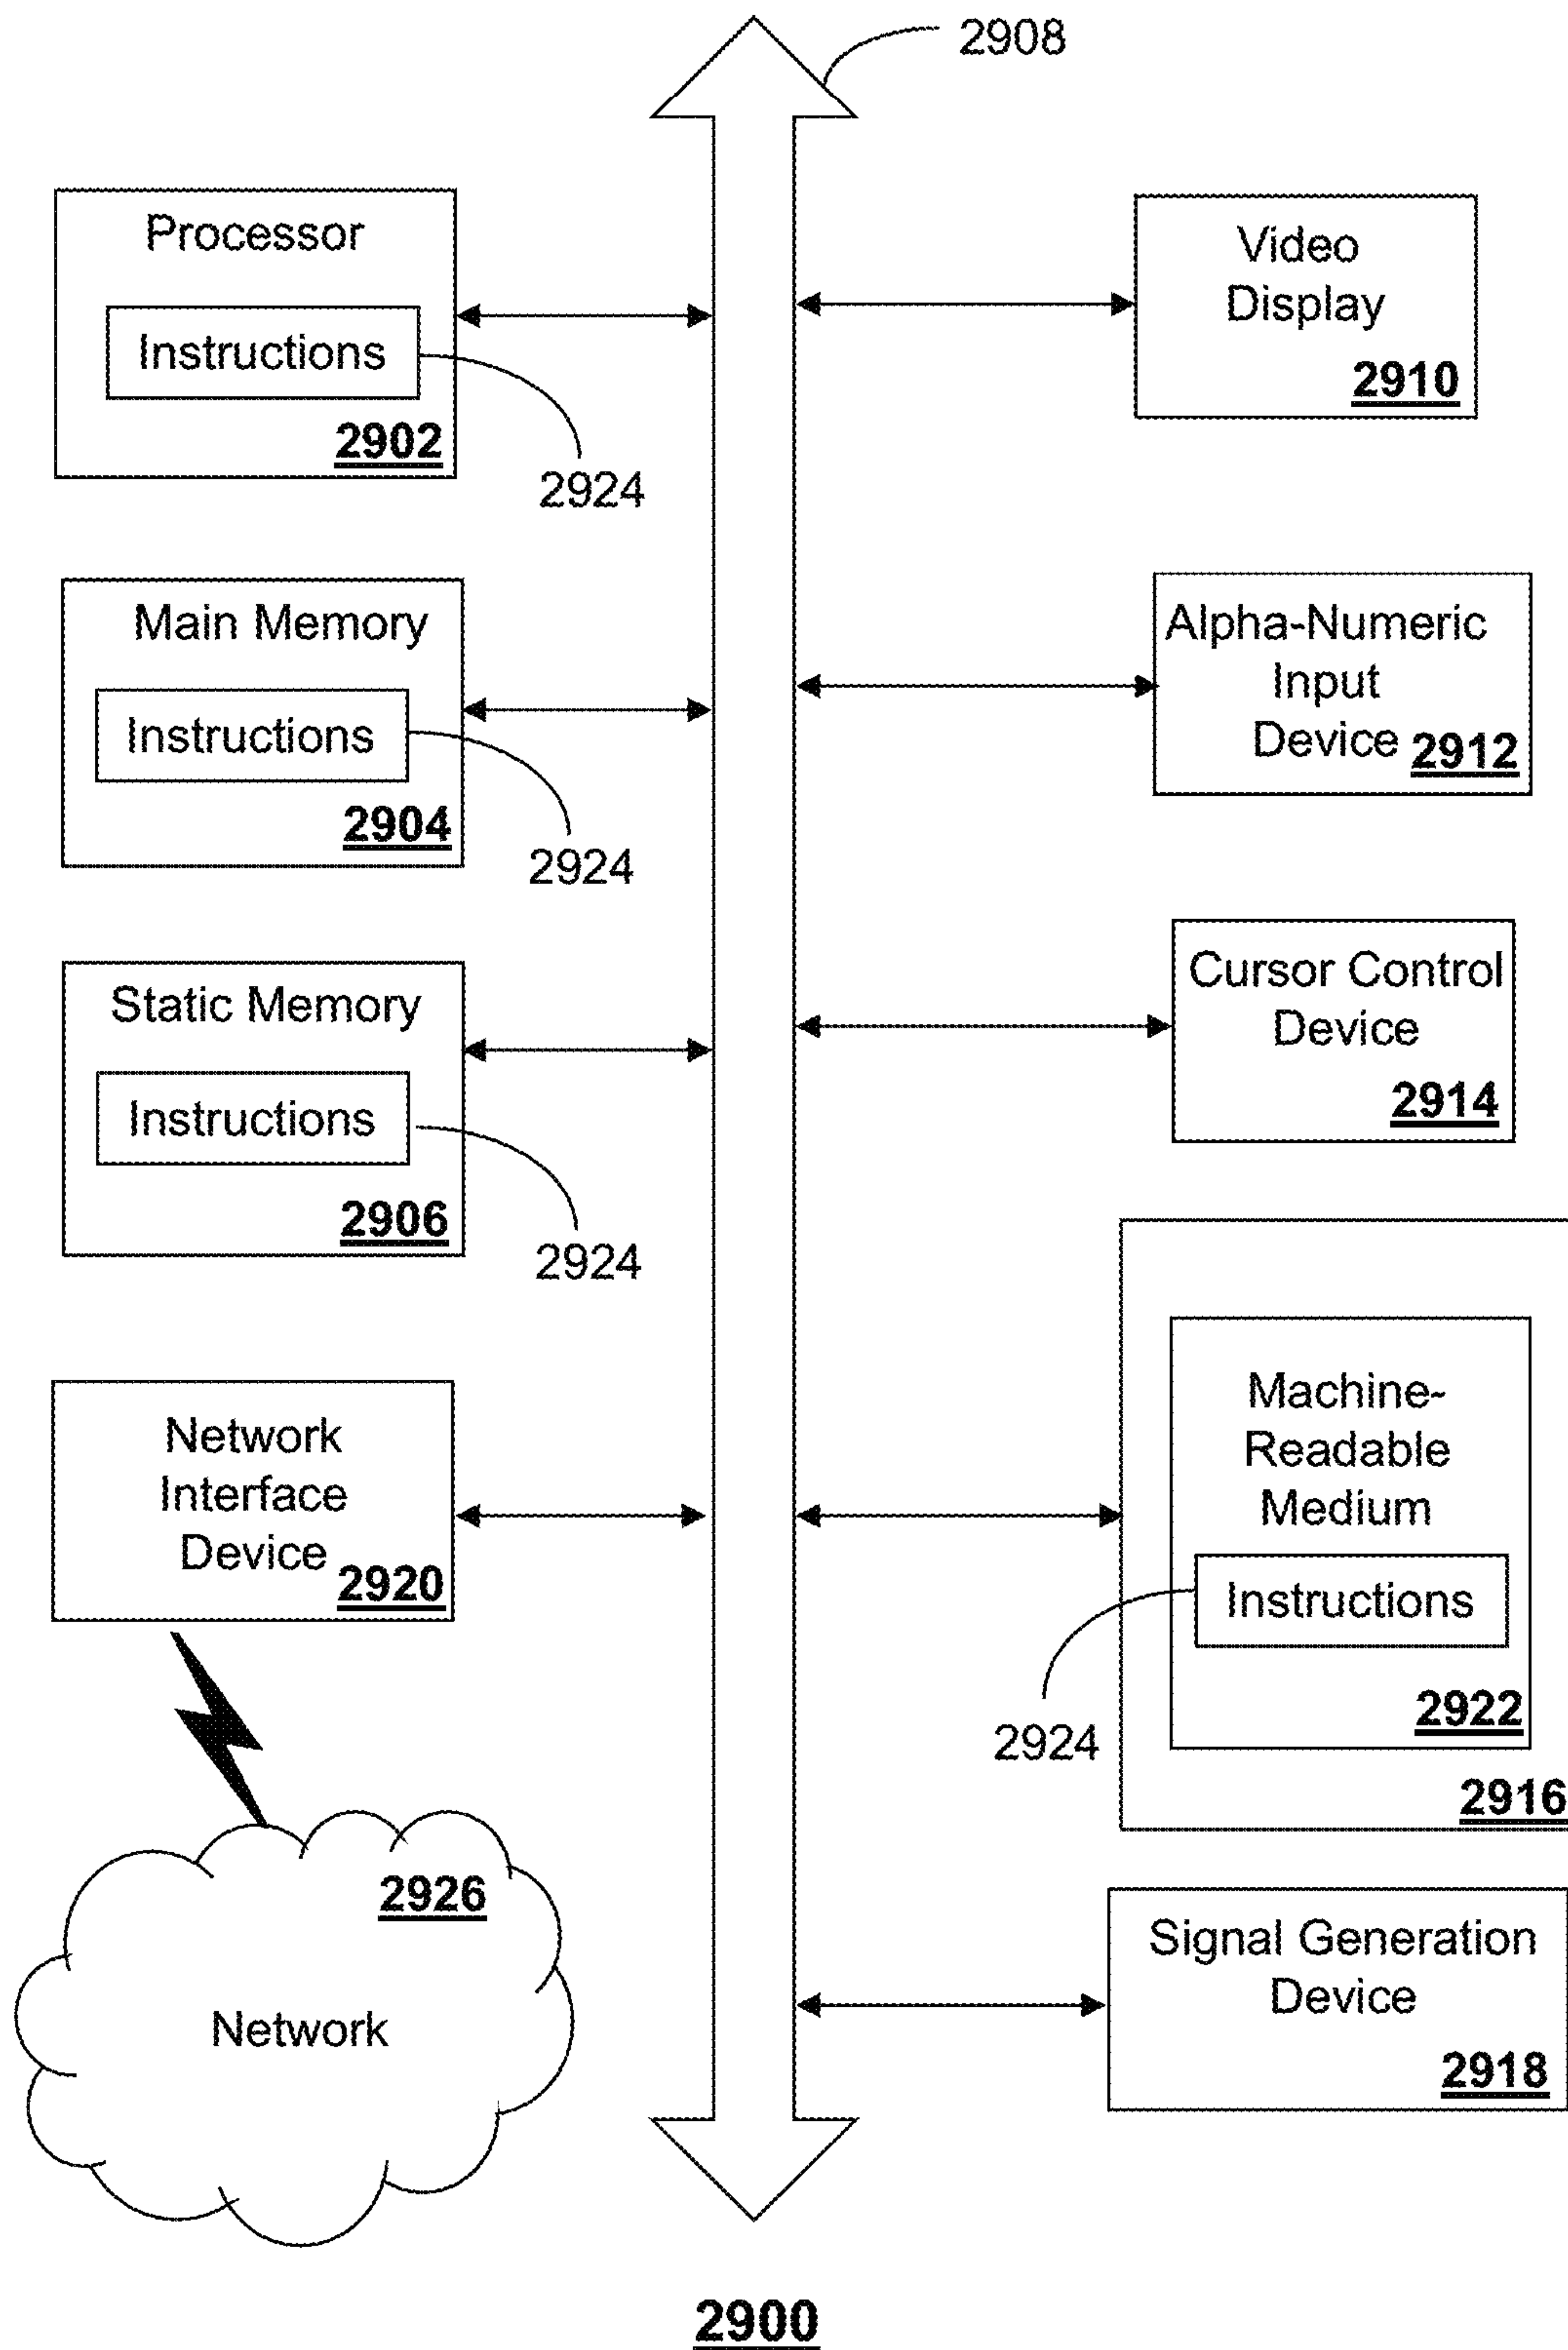 2908
Processor
Instructions
2902
2924
Video
Display
2910
Main Memory
Instructions
2904
2924
Alpha-Numeric
Input
Device 2912
Static Memory
Instructions
2906
2924
Cursor Control
Device
2914
Network
Interface
Device 2920
Machine-
Readable
Medium
Instructions
2922
2924
2916
2926
Network
Signal Generation
Device
2918
2900